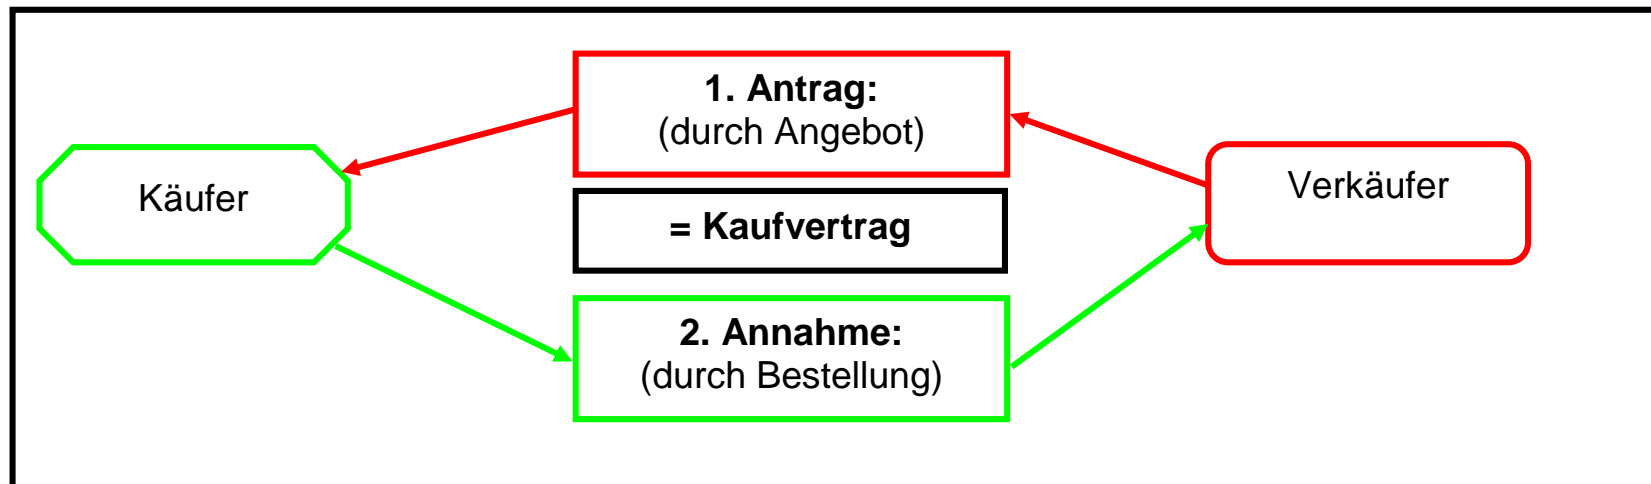 1. Antrag:
(durch Angebot)
Käufer
Verkäufer
= Kaufvertrag
2. Annahme:
(durch Bestellung)